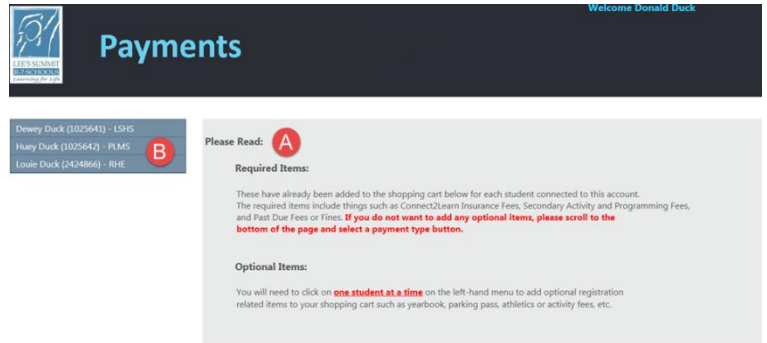 Welcome Donald Duck
Payments
LEE'S SUMMIT
R-7 SCHOOLS
Learning for Life
Dewey Duck (1025641) - LSHS
Huey Duck (1025642) - PLMS
Louie Duck (2424866) - RHE
B
Please Read:
A
Required Items:
These have already been added to the shopping cart below for each student connected to this account.
The required items include things such as Connect2Learn Insurance Fees, Secondary Activity and Programming Fees,
and Past Due Fees or Fines. If you do not want to add any optional items, please scroll to the
bottom of the page and select a payment type button.
Optional Items:
You will need to click on one student at a time on the left-hand menu to add optional registration
related items to your shopping cart such as yearbook, parking pass, athletics or activity fees, etc.